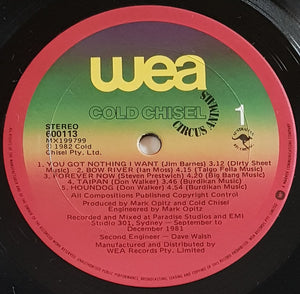 wea
COLD CHISEL
CIRCUS ANIMALS
1
STEREO
600113
MX199799
℗ 1982 Cold
Chisel Pty. Ltd.
1. YOU GOT NOTHING I WANT (Jim Barnes) 3.12 (Dirty Sheet
Music) 2. BOW RIVER (Ian Moss) 4.15 (Talgo Felia Music)
3. FOREVER NOW (Steven Prestwich) 4.20 (Big Bang Music)
4. TAIPAN (Don Walker) 3.45 (Burdikan Music)
5. HOUNDOG (Don Walker) 4.54 (Burdikan Music)
All Compositions Published Copyright Control
Produced by Mark Opitz and Cold Chisel
Engineered by Mark Opitz
Recorded and Mixed at Paradise Studios and EMI
Studio 301, Sydney — September to
December 1981
Second Engineer - Dave Walsh
Manufactured and Distributed by
WEA Records Pty. Limited